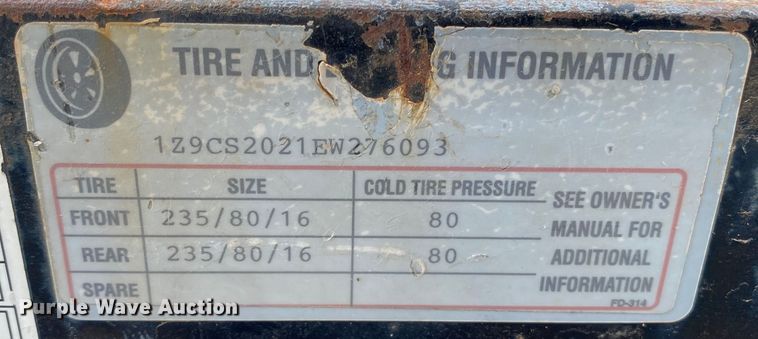 TIRE AND G INFORMATION
1Z9CS2021EW276093
TIRE SIZE COLD TIRE PRESSURE
FRONT 235/80/16 80
REAR 235/80/16 80
SPARE
SEE OWNER'S
MANUAL FOR
ADDITIONAL
INFORMATION
FD-314
Purple Wave Auction